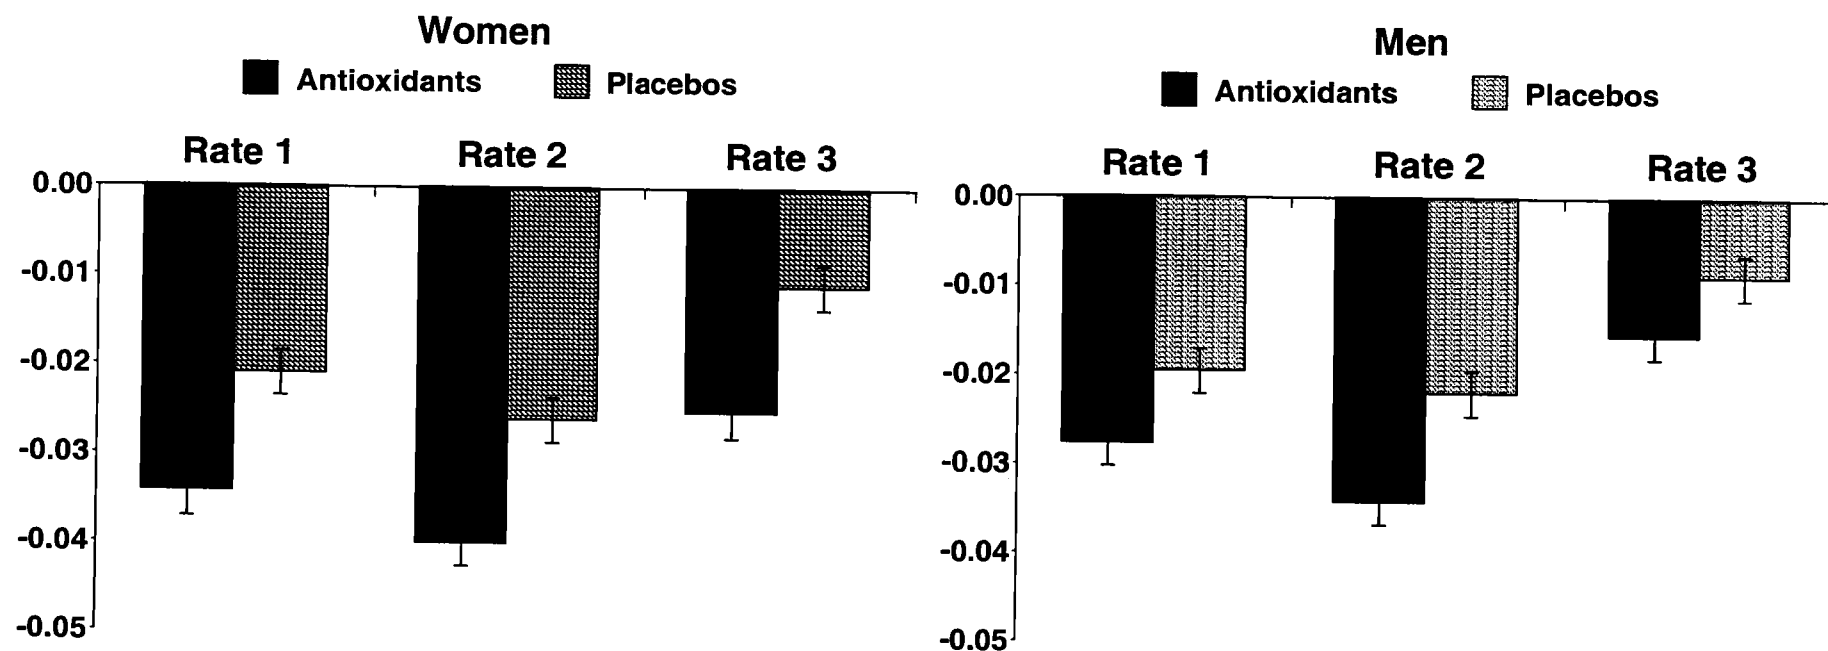 Women
Antioxidants Placebos
Rate 1 Rate 2 Rate 3
0.00
-0.01
-0.02
-0.03
-0.04
-0.05
Men
Antioxidants Placebos
Rate 1 Rate 2 Rate 3
0.00
-0.01
-0.02
-0.03
-0.04
-0.05